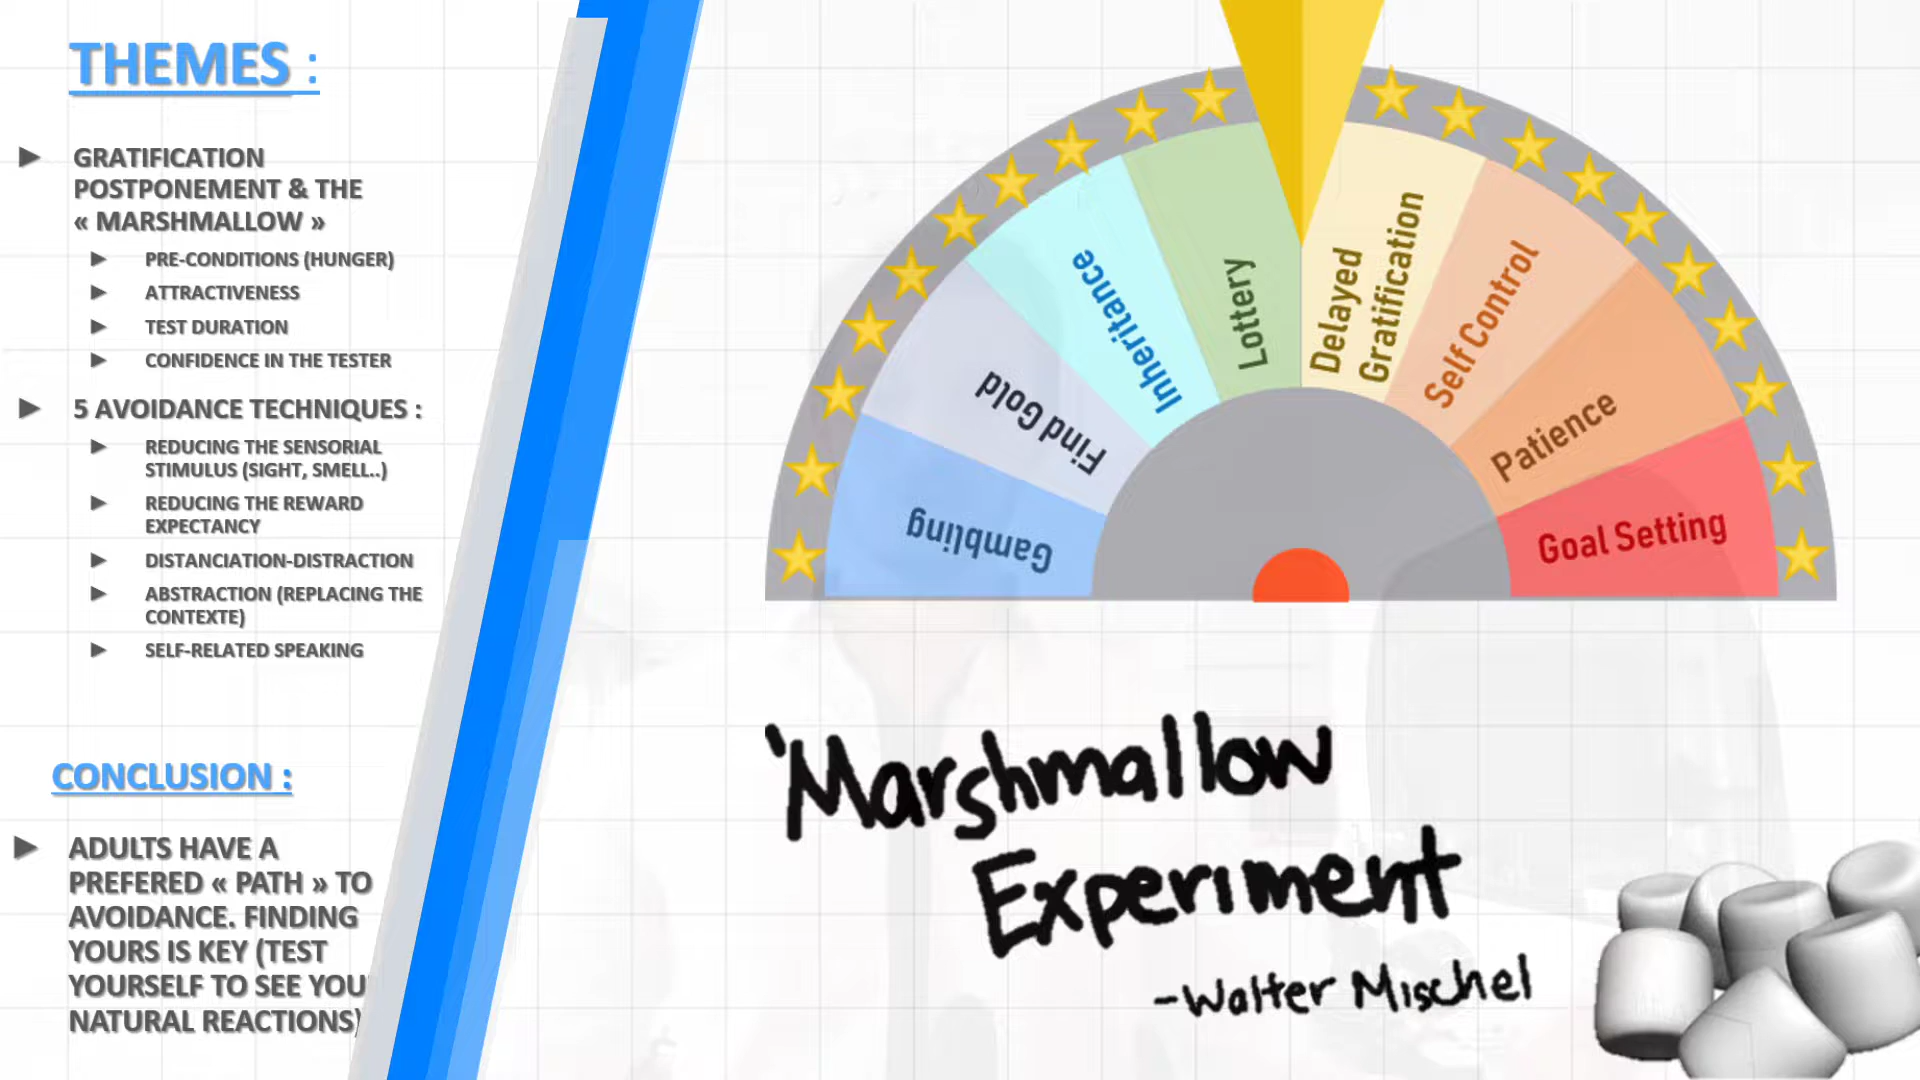 THEMES :
GRATIFICATION
POSTPONEMENT & THE
« MARSHMALLOW »
PRE-CONDITIONS (HUNGER)
ATTRACTIVENESS
TEST DURATION
CONFIDENCE IN THE TESTER
5 AVOIDANCE TECHNIQUES :
REDUCING THE SENSORIAL
STIMULUS (SIGHT, SMELL..)
REDUCING THE REWARD
EXPECTANCY
DISTANCIATION-DISTRACTION
ABSTRACTION (REPLACING THE
CONTEXTE)
SELF-RELATED SPEAKING
CONCLUSION :
ADULTS HAVE A
PREFERED « PATH » TO
AVOIDANCE. FINDING
YOURS IS KEY (TEST
YOURSELF TO SEE YOU
NATURAL REACTIONS)
Gambling
Find Gold
Inheritance
Lottery
Delayed
Gratification
Self Control
Patience
Goal Setting
'Marshmallow
Experiment
-Walter Mischel